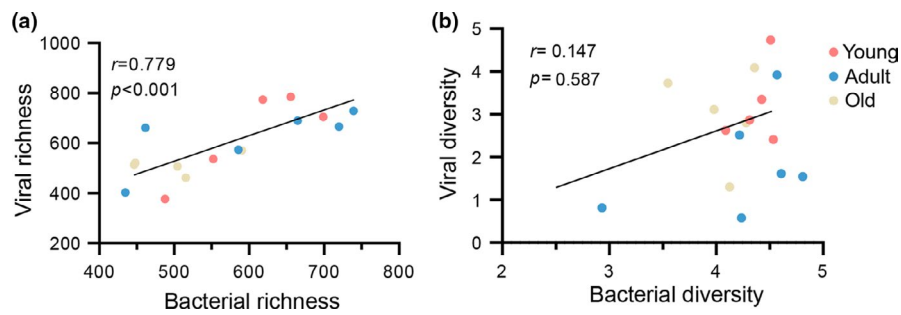 (a)
1000
800
600
400
200
Viral richness
r=0.779
p<0.001
400 500 600 700 800
Bacterial richness
(b)
5
4
3
2
1
0
Viral diversity
r= 0.147
p= 0.587
2 3 4 5
Bacterial diversity
Young
Adult
Old